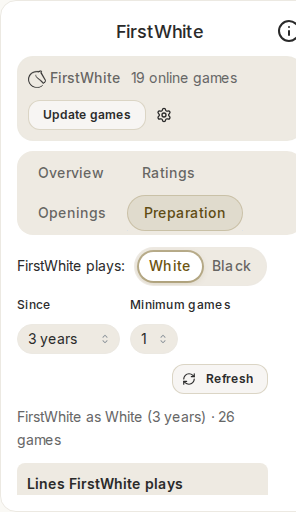 FirstWhite
FirstWhite 19 online games
Update games
Overview Ratings
Openings Preparation
FirstWhite plays: White Black
Since Minimum games
3 years 1
Refresh
FirstWhite as White (3 years) · 26
games
Lines FirstWhite plays